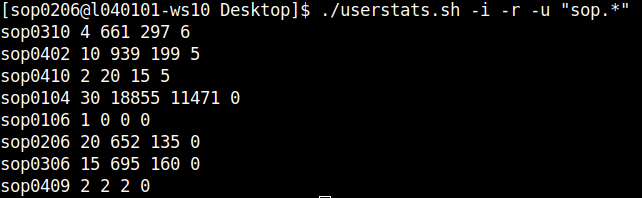 [sop0206@l040101-ws10 Desktop]$ ./userstats.sh -i -r -u "sop.*"
sop0310 4 661 297 6
sop0402 10 939 199 5
sop0410 2 20 15 5
sop0104 30 18855 11471 0
sop0106 1 0 0 0
sop0206 20 652 135 0
sop0306 15 695 160 0
sop0409 2 2 2 0